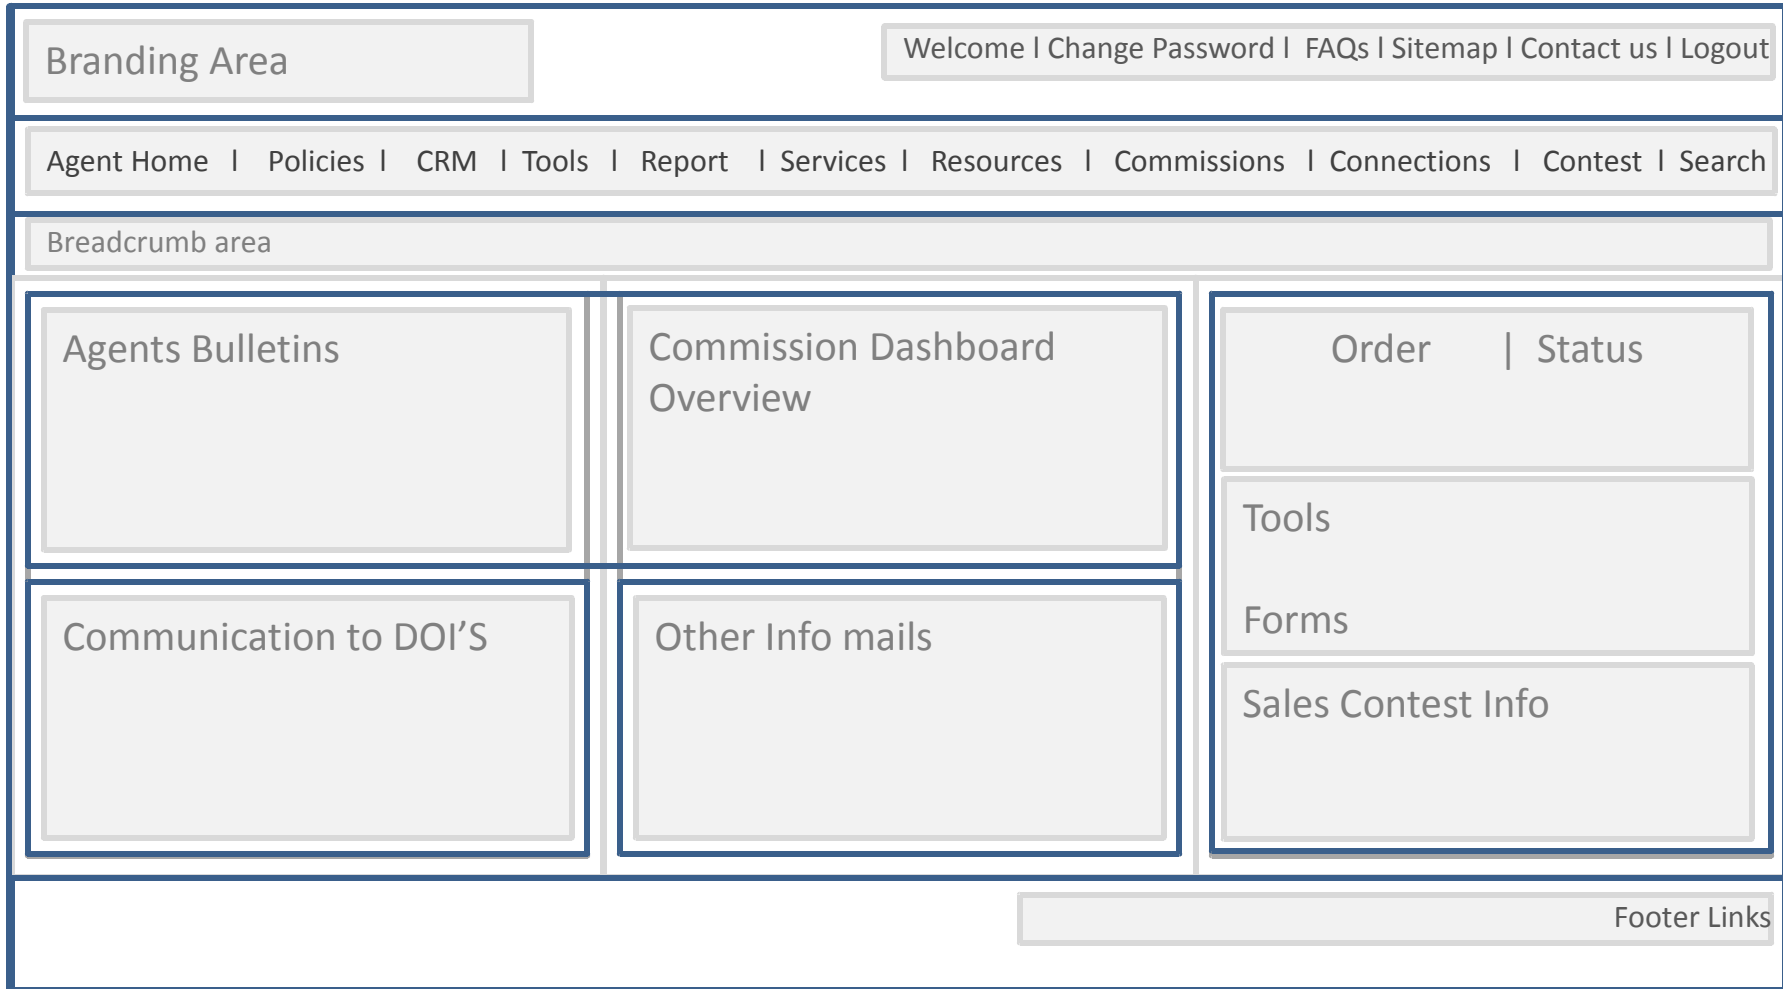 Branding Area
Welcome l Change Password l FAQs l Sitemap l Contact us l Logout
Agent Home l Policies l CRM l Tools l Report l Services l Resources l Commissions l Connections l Contest l Search
Breadcrumb area
Agents Bulletins
Commission Dashboard
Overview
Order | Status
Tools
Forms
Communication to DOI’S
Other Info mails
Sales Contest Info
Footer Links